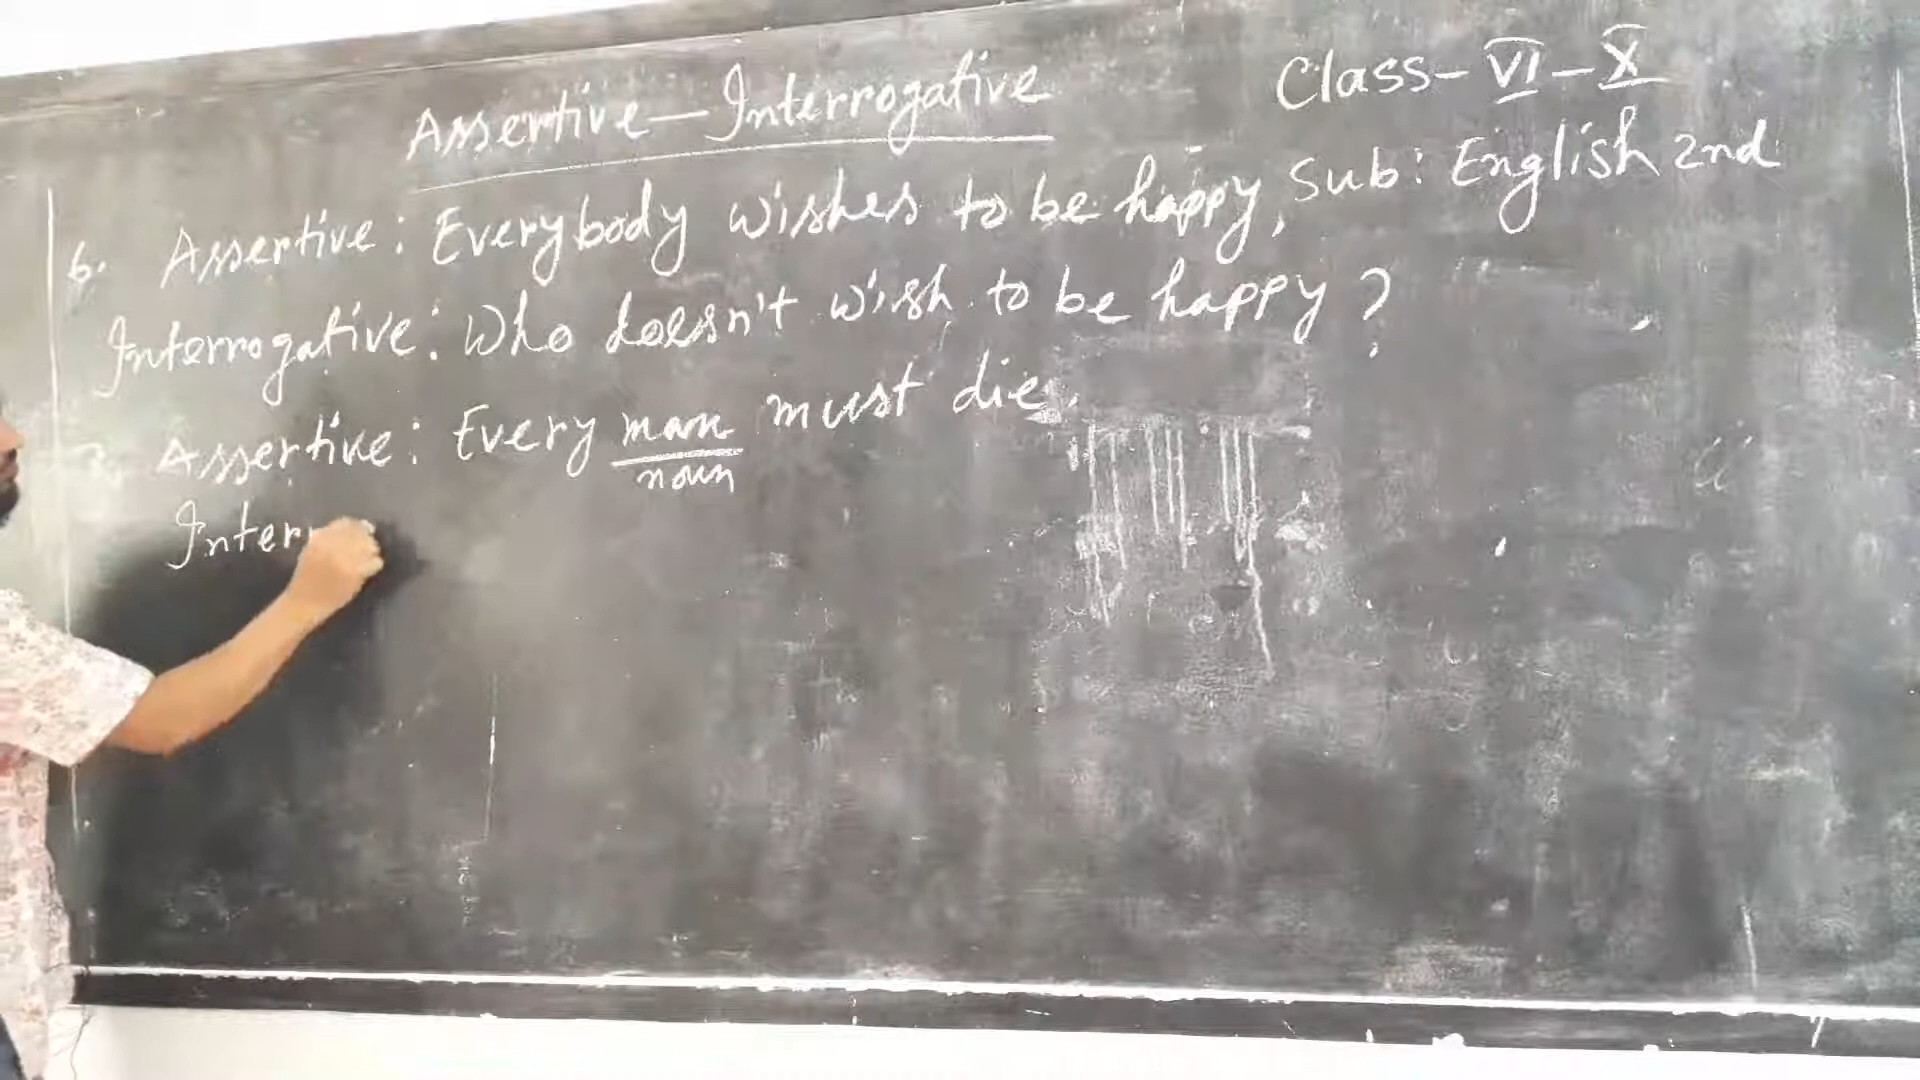 Assertive – Interrogative
Class – VI – X
Sub: English 2nd
6. Assertive: Everybody wishes to be happy.
Interrogative: Who doesn't wish to be happy?
Assertive: Every man must die.
noun
Inter